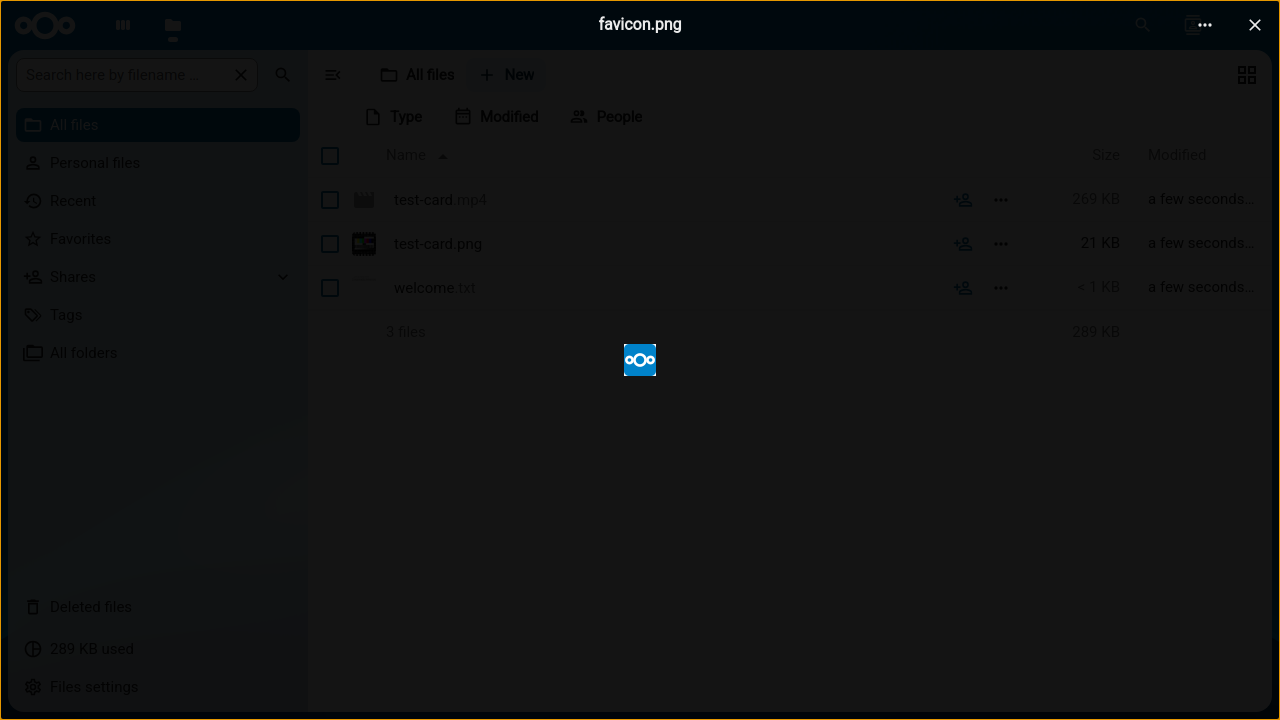 favicon.png
Search here by filename ...
All files
New
All files
Type
Modified
People
Personal files
Name
Size
Modified
Recent
test-card.mp4
269 KB
a few seconds...
Favorites
test-card.png
21 KB
a few seconds...
Shares
welcome.txt
< 1 KB
a few seconds...
Tags
3 files
289 KB
All folders
Deleted files
289 KB used
Files settings